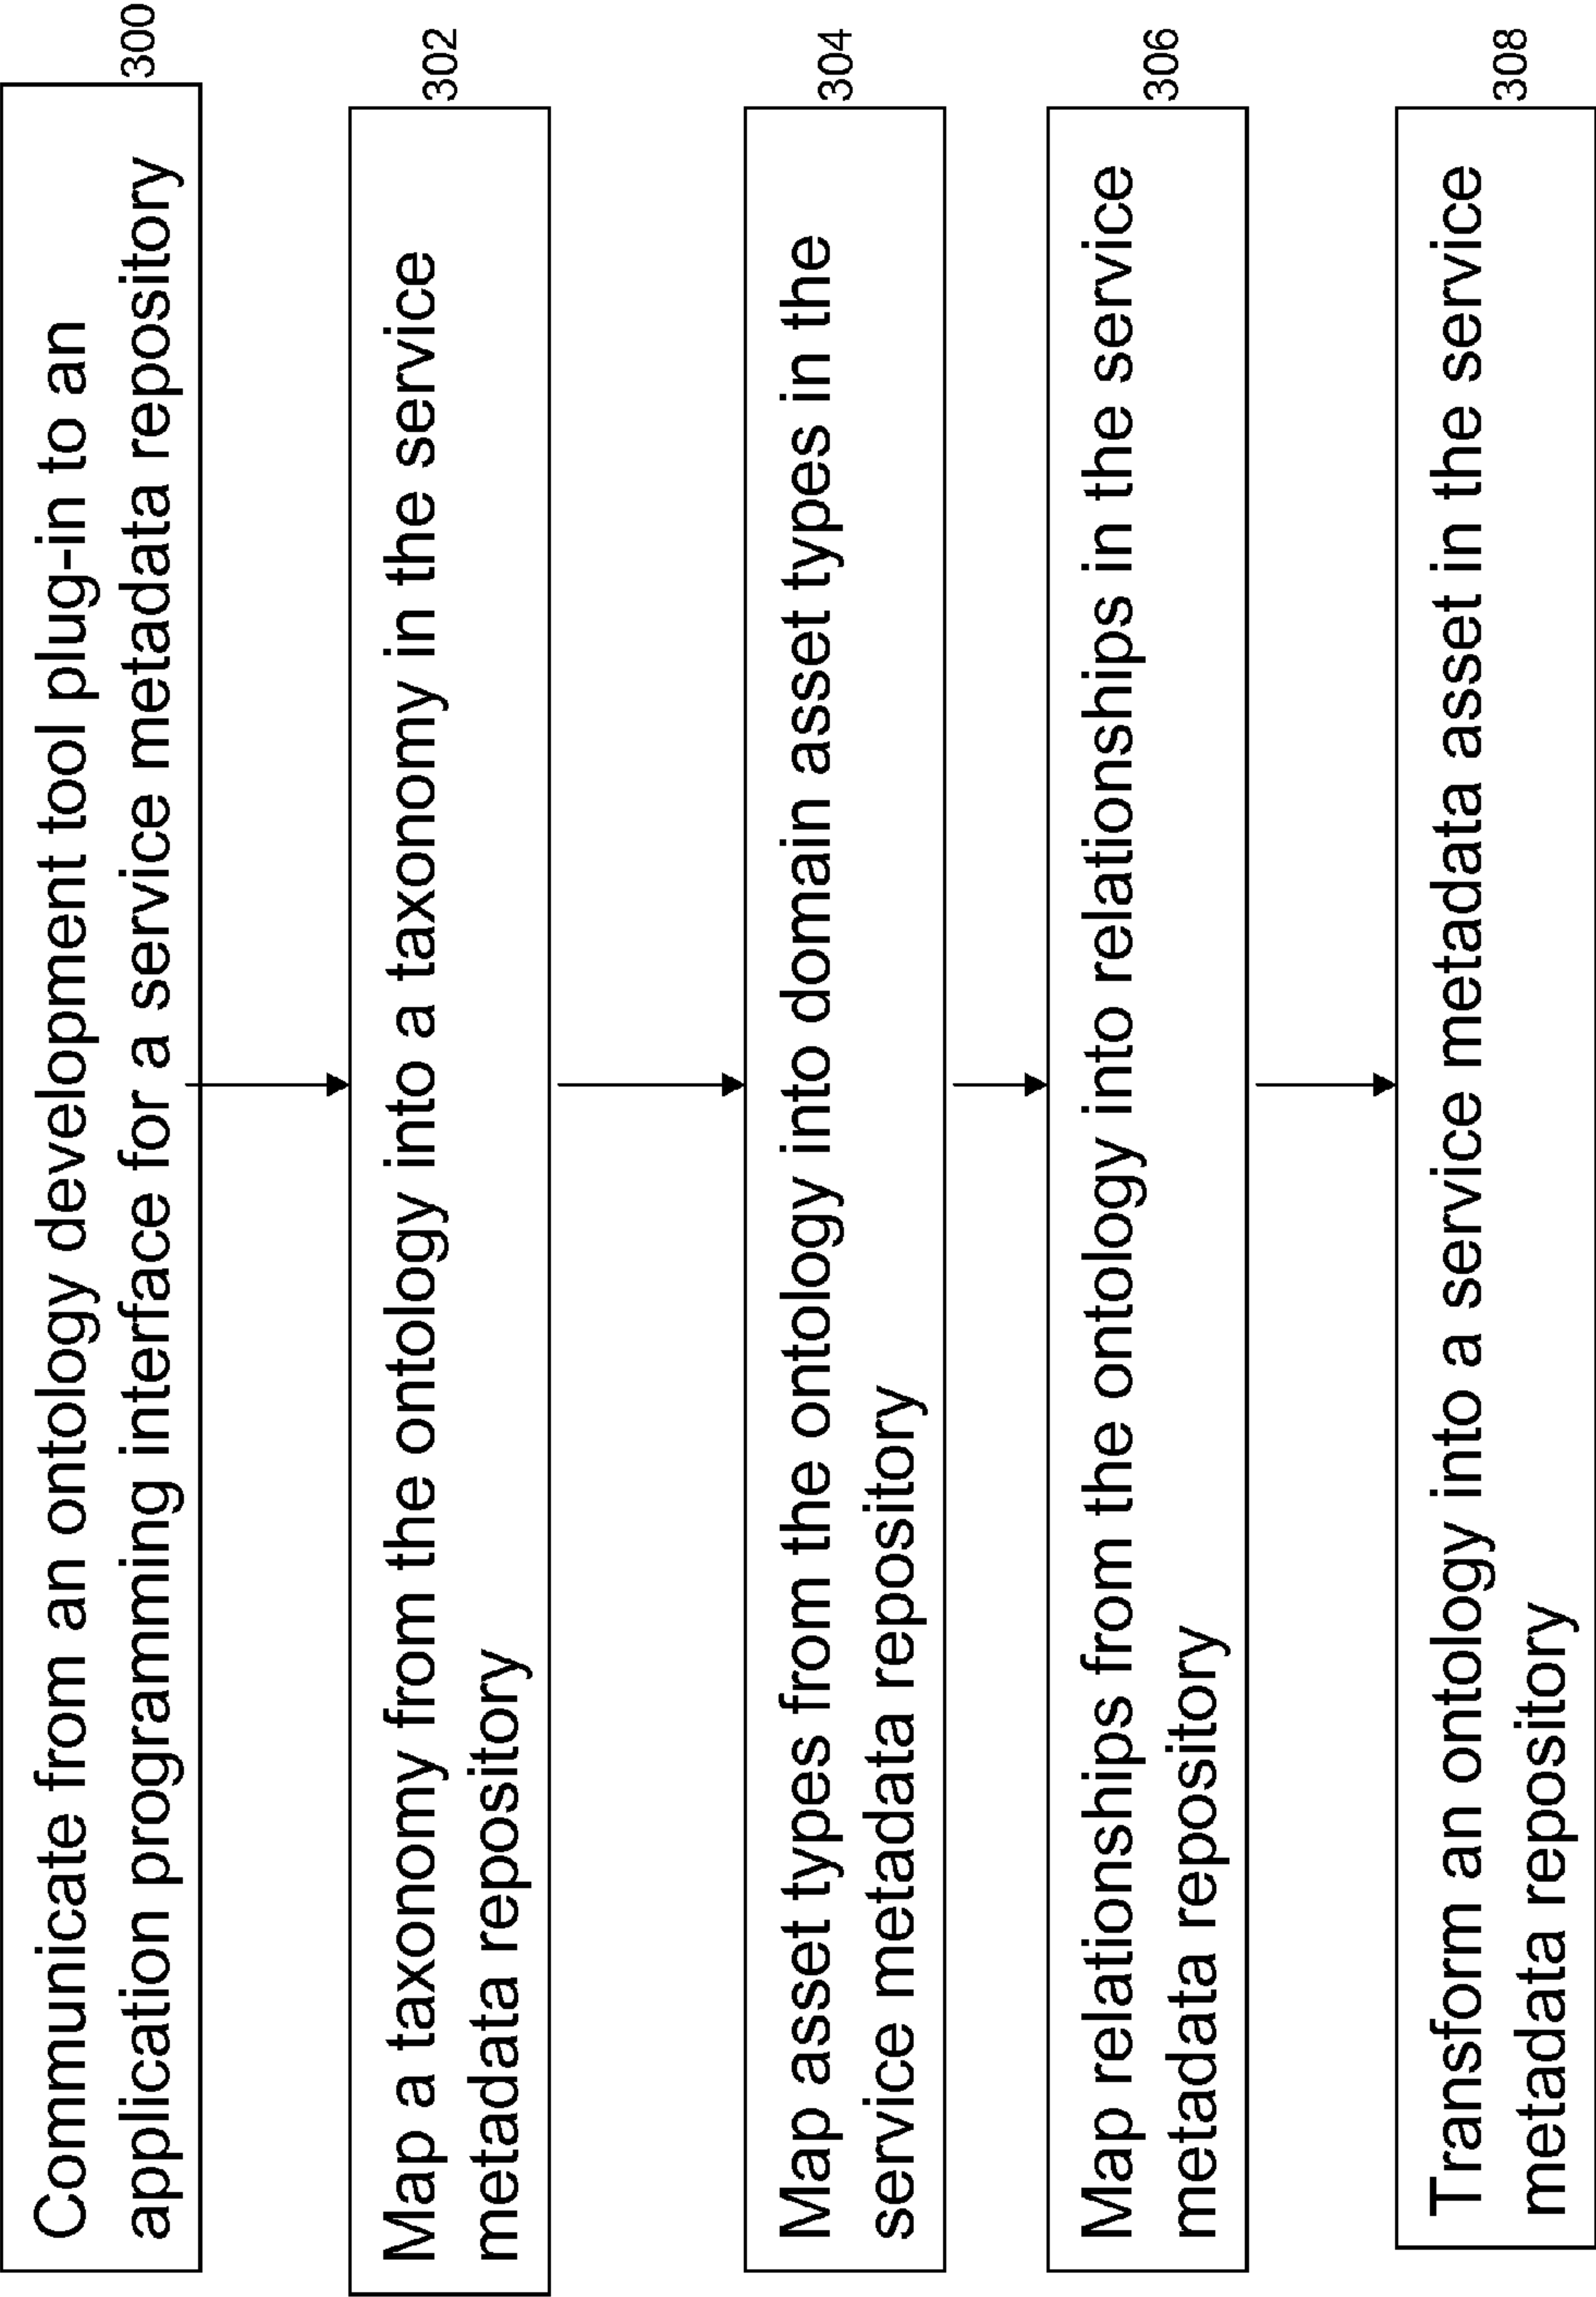 Communicate from an ontology development tool plug-in to an
application programming interface for a service metadata repository
300
Map a taxonomy from the ontology into a taxonomy in the service
metadata repository
302
Map asset types from the ontology into domain asset types in the
service metadata repository
304
Map relationships from the ontology into relationships in the service
metadata repository
306
Transform an ontology into a service metadata asset in the service
metadata repository
308